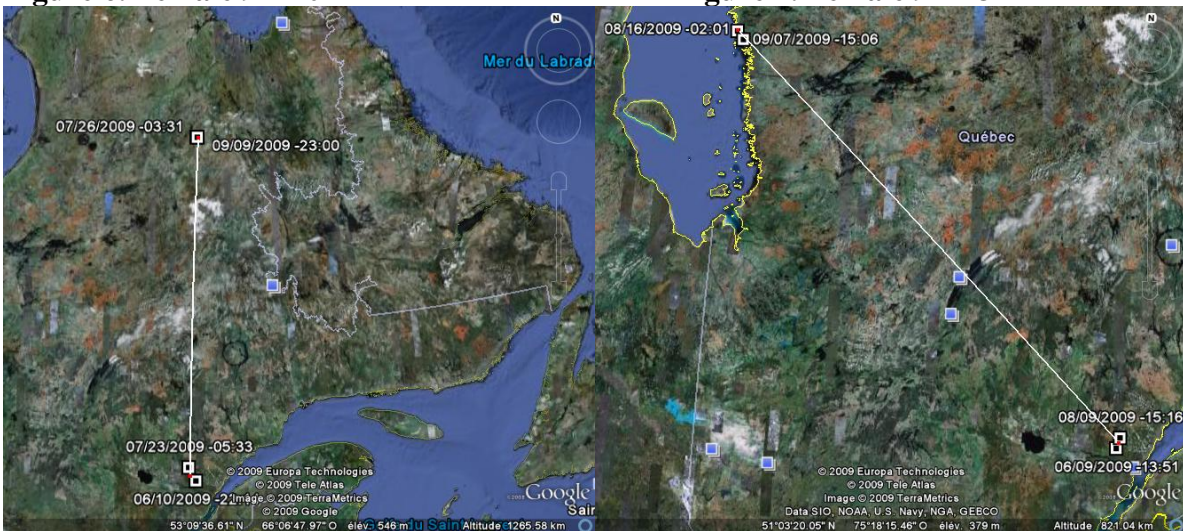 N
Mer du Labrad
07/26/2009 -03:31
09/09/2009 -23:00
07/23/2009 -05:33
06/10/2009 -22:
© 2009 Europa Technologies
© 2009 Tele Atlas
Image © 2009 TerraMetrics
© 2009 Google
©2009 Google
Sain
53°09'36.61" N 66°06'47.97" O élév. 546 m Altitude 1265.58 km
N
08/16/2009 -02:01
09/07/2009 -15:06
Québec
08/09/2009 -15:16
06/09/2009 -13:51
© 2009 Europa Technologies
© 2009 Tele Atlas
Image © 2009 TerraMetrics
Data SIO, NOAA, U.S. Navy, NGA, GEBCO
©2009 Google
51°03'20.05" N 75°18'15.46" O élév. 379 m Altitude 821.04 km